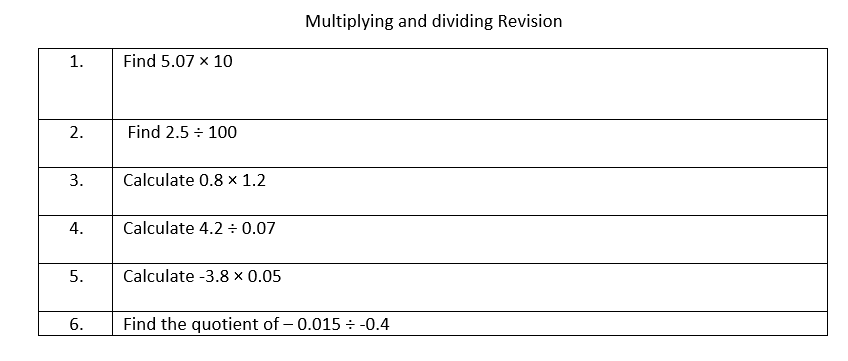 Multiplying and dividing Revision
1. Find 5.07 × 10
2. Find 2.5 ÷ 100
3. Calculate 0.8 × 1.2
4. Calculate 4.2 ÷ 0.07
5. Calculate -3.8 × 0.05
6. Find the quotient of – 0.015 ÷ -0.4